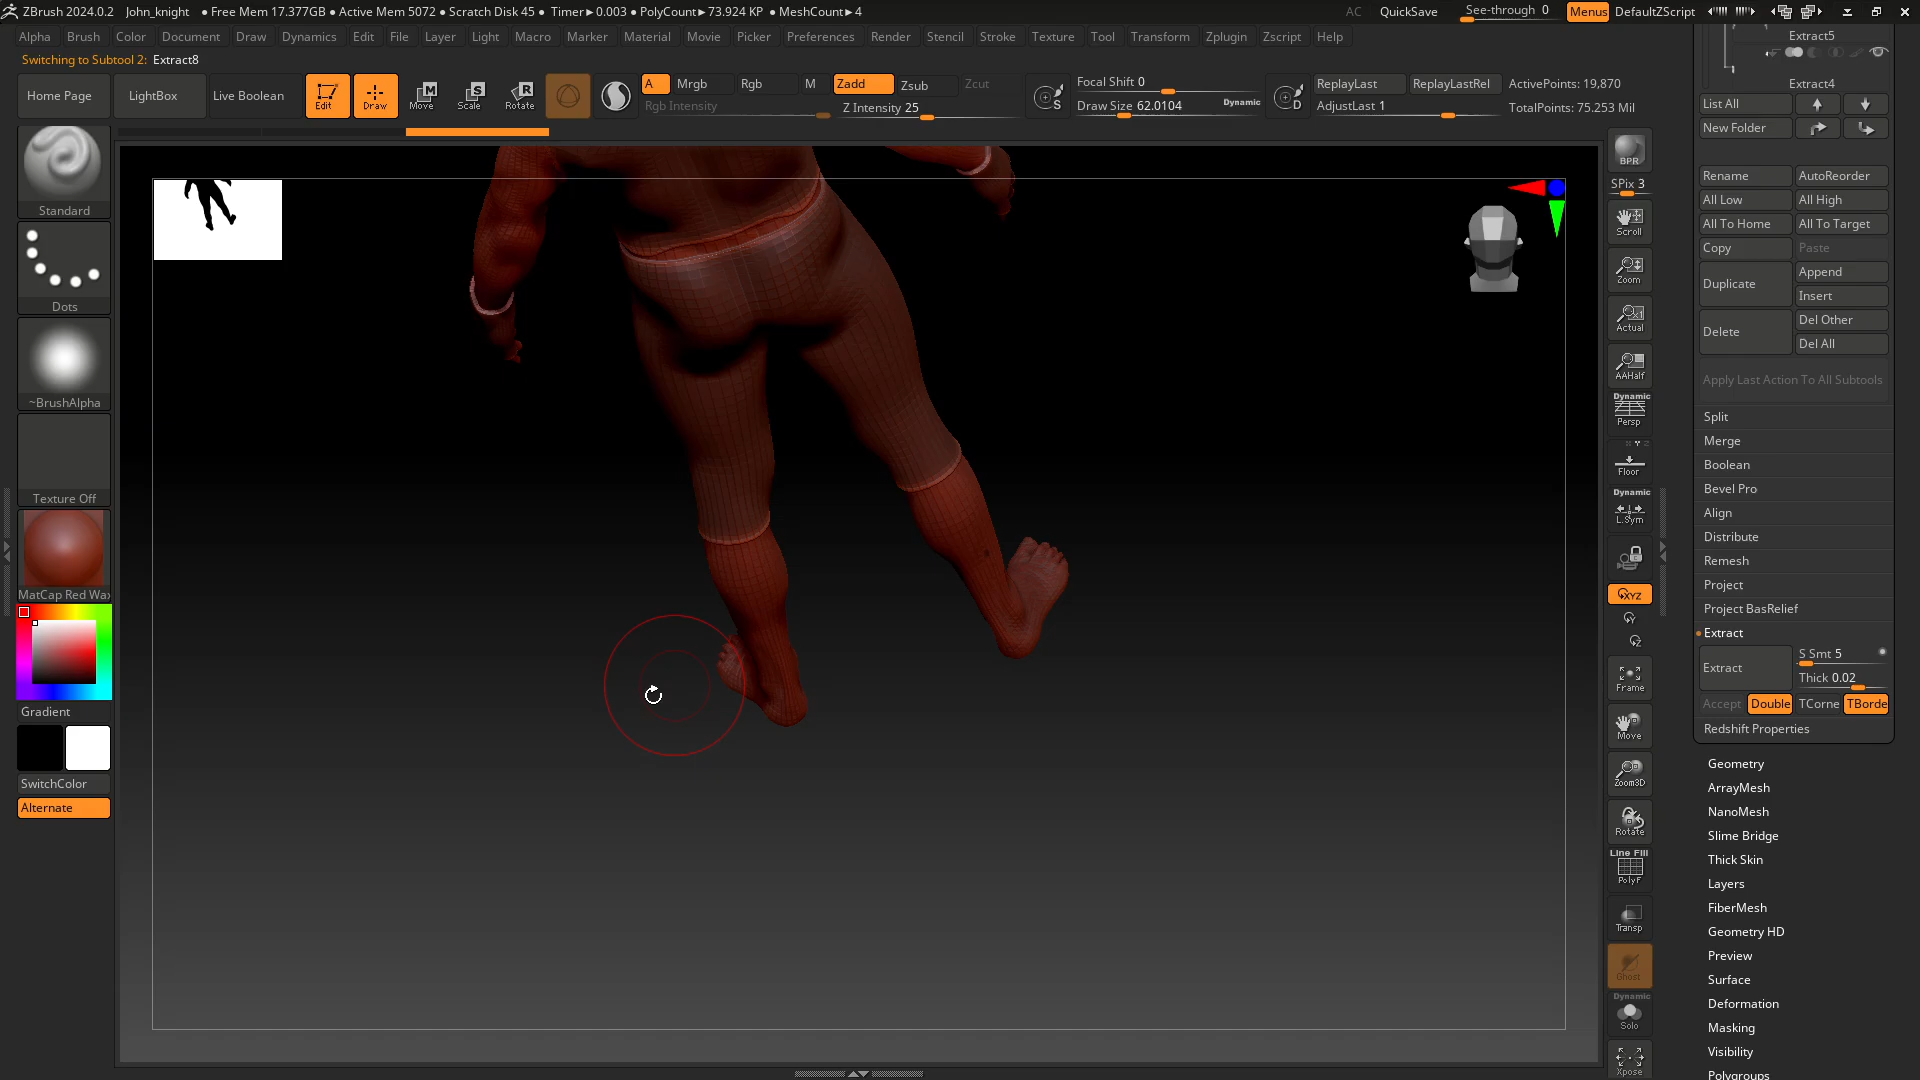 ZBrush 2024.0.2 John_knight ● Free Mem 17.377GB ● Active Mem 5072 ● Scratch Disk 45 ● Timer►0.003 ● PolyCount►73.924 KP ● MeshCount►4 AC QuickSave See-through 0 Menus DefaultZScript
Alpha Brush Color Document Draw Dynamics Edit File Layer Light Macro Marker Material Movie Picker Preferences Render Stencil Stroke Texture Tool Transform Zplugin Zscript Help
Switching to Subtool 2: Extract8
Home Page LightBox Live Boolean Edit Draw Move Scale Rotate
M S R
A Mrgb Rgb M Zadd Zsub Zcut
Rgb Intensity Z Intensity 25
S Focal Shift 0
Draw Size 62.0104 Dynamic
D ReplayLast ReplayLastRel ActivePoints: 19,870
AdjustLast 1 TotalPoints: 75.253 Mil
Standard
Dots
~BrushAlpha
Texture Off
MatCap Red Wax
Gradient
SwitchColor
Alternate
BPR
SPix 3
Scroll
Zoom
Actual
AAHalf
Dynamic
Persp
Floor
Dynamic
L.Sym
XYZ
Y
Z
Frame
Move
Zoom3D
Rotate
Line Fill
PolyF
Transp
Ghost
Dynamic
Solo
Xpose
Extract5
Extract4
List All
New Folder
Rename AutoReorder
All Low All High
All To Home All To Target
Copy Paste
Duplicate Append
Insert
Delete Del Other
Del All
Apply Last Action To All Subtools
Split
Merge
Boolean
Bevel Pro
Align
Distribute
Remesh
Project
Project BasRelief
Extract
Extract S Smt 5
Thick 0.02
Accept Double TCorne TBorde
Redshift Properties
Geometry
ArrayMesh
NanoMesh
Slime Bridge
Thick Skin
Layers
FiberMesh
Geometry HD
Preview
Surface
Deformation
Masking
Visibility
Polygroups